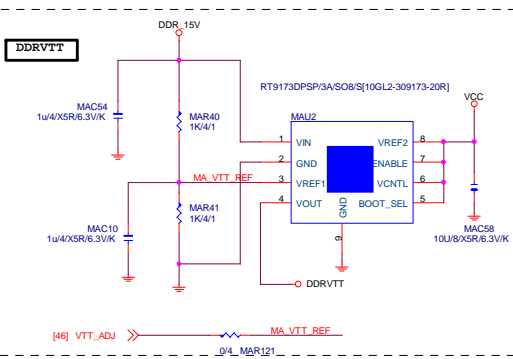 DDR_15V
DDRVTT
RT9173DPSP/3A/SO8/S[10GL2-309173-20R]
MAC54
1u/4/X5R/6.3V/K
MAR40
1K/4/1
MAU2
VCC
1 VIN VREF2 8
2 GND ENABLE 7
MA_VTT_REF 3 VREF1 VCNTL 6
4 VOUT BOOT_SEL 5
GND
9
MAR41
1K/4/1
MAC10
1u/4/X5R/6.3V/K
MAC58
10U/8/X5R/6.3V/K
DDRVTT
[46] VTT_ADJ MA_VTT_REF
0/4 MAR121